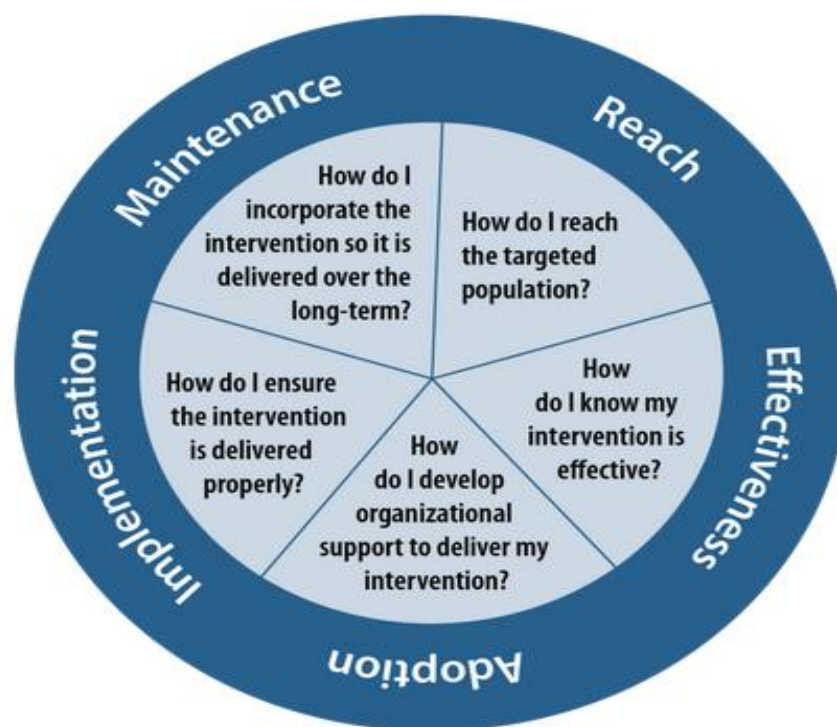 Reach
How do I reach
the targeted
population?
Effectiveness
How
do I know my
intervention is
effective?
Adoption
How
do I develop
organizational
support to deliver my
intervention?
Implementation
How do I ensure
the intervention
is delivered
properly?
Maintenance
How do I
incorporate the
intervention so it is
delivered over the
long-term?